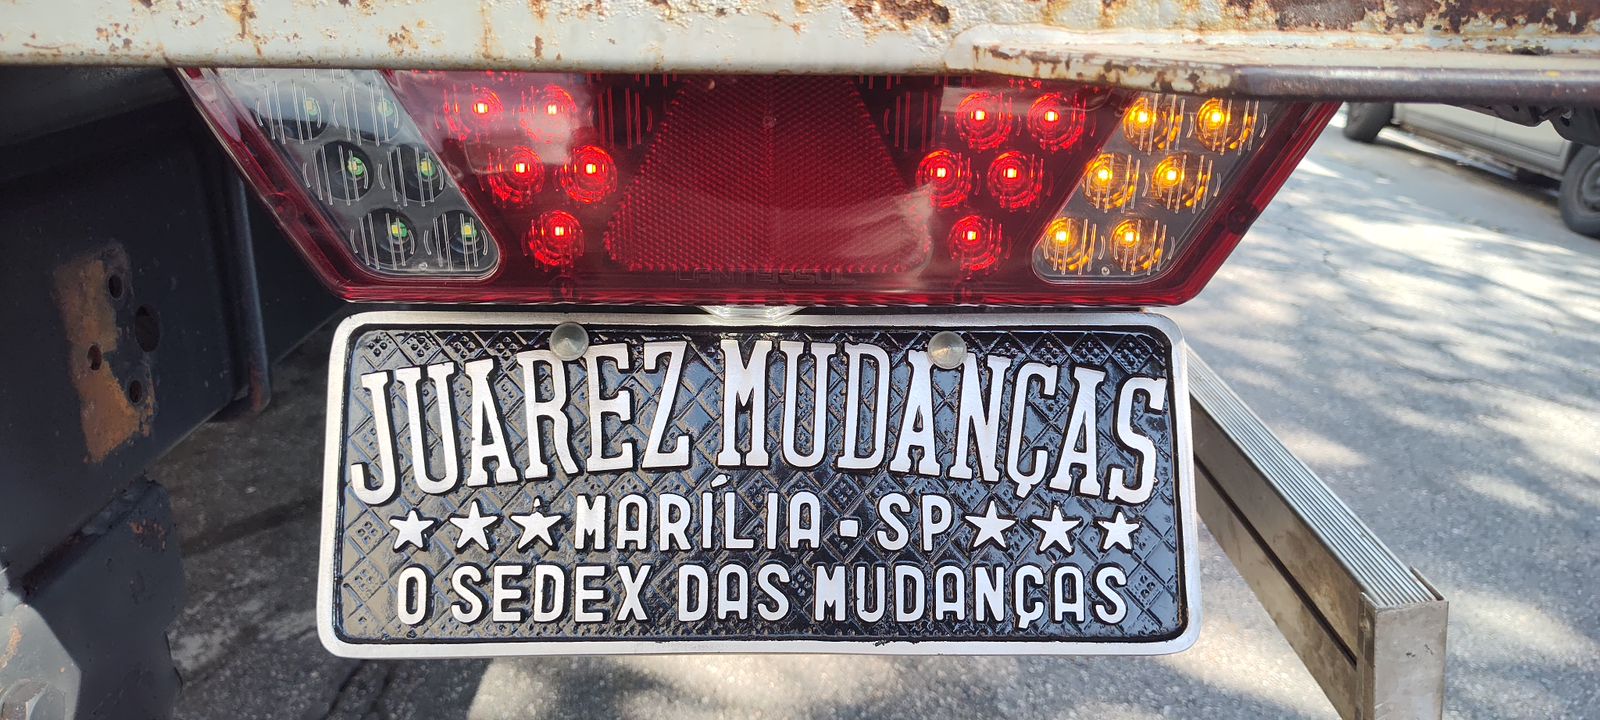 JUAREZ MUDANÇAS
MARÍLIA-SP
O SEDEX DAS MUDANÇAS